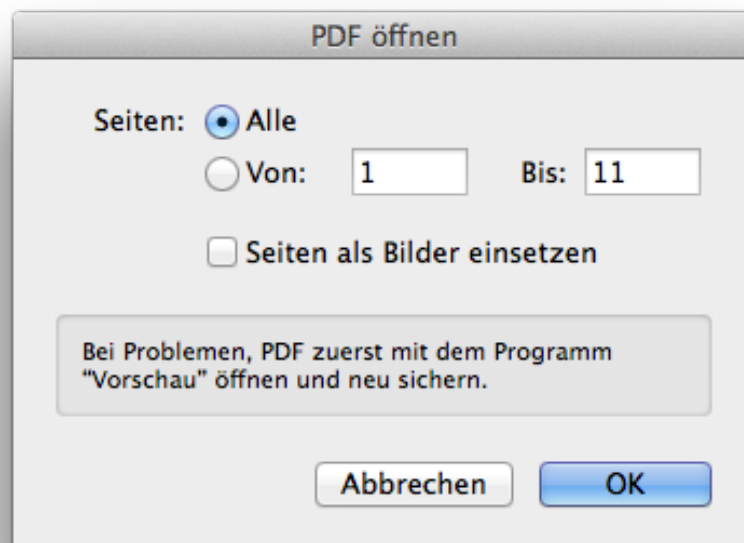 PDF öffnen
Seiten: Alle
Von: 1 Bis: 11
Seiten als Bilder einsetzen
Bei Problemen, PDF zuerst mit dem Programm
“Vorschau” öffnen und neu sichern.
Abbrechen OK